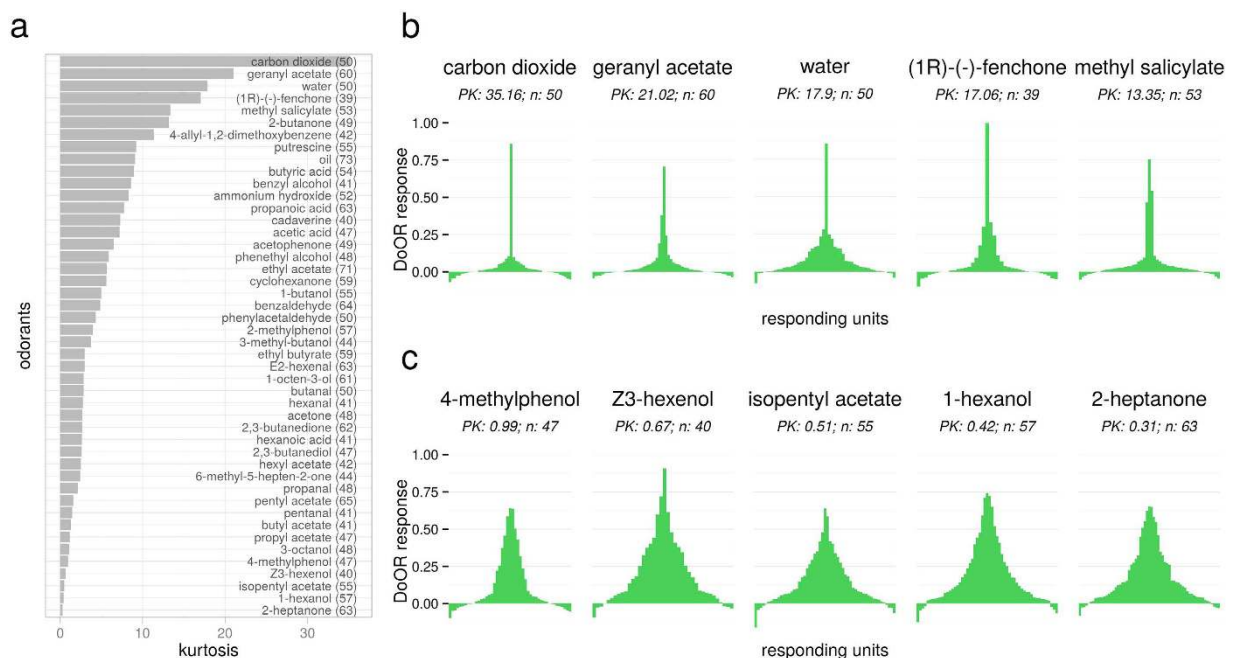 a
carbon dioxide (50)
geranyl acetate (60)
water (50)
(1R)-(-)-fenchone (39)
methyl salicylate (53)
2-butanone (49)
4-allyl-1,2-dimethoxybenzene (42)
putrescine (55)
oil (73)
butyric acid (54)
benzyl alcohol (41)
ammonium hydroxide (52)
propanoic acid (63)
cadaverine (40)
acetic acid (47)
acetophenone (49)
phenethyl alcohol (48)
ethyl acetate (71)
cyclohexanone (59)
1-butanol (55)
benzaldehyde (64)
phenylacetaldehyde (50)
2-methylphenol (57)
3-methyl-butanol (44)
ethyl butyrate (59)
E2-hexenal (63)
1-octen-3-ol (61)
butanal (50)
hexanal (41)
acetone (48)
2,3-butanedione (62)
hexanoic acid (41)
2,3-butanediol (47)
hexyl acetate (42)
6-methyl-5-hepten-2-one (44)
propanal (48)
pentyl acetate (65)
pentanal (41)
butyl acetate (41)
propyl acetate (47)
3-octanol (48)
4-methylphenol (47)
Z3-hexenol (40)
isopentyl acetate (55)
1-hexanol (57)
2-heptanone (63)
odorants
0 10 20 30
kurtosis
b
carbon dioxide geranyl acetate water (1R)-(-)-fenchone methyl salicylate
PK: 35.16; n: 50 PK: 21.02; n: 60 PK: 17.9; n: 50 PK: 17.06; n: 39 PK: 13.35; n: 53
1.00
0.75
0.50
0.25
0.00
DoOR response
responding units
c
4-methylphenol Z3-hexenol isopentyl acetate 1-hexanol 2-heptanone
PK: 0.99; n: 47 PK: 0.67; n: 40 PK: 0.51; n: 55 PK: 0.42; n: 57 PK: 0.31; n: 63
1.00
0.75
0.50
0.25
0.00
DoOR response
responding units